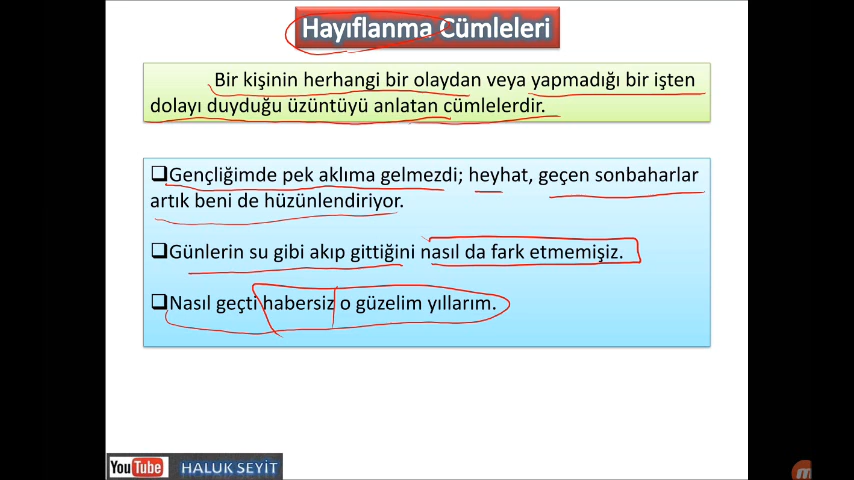 Hayıflanma Cümleleri
Bir kişinin herhangi bir olaydan veya yapmadığı bir işten
dolayı duyduğu üzüntüyü anlatan cümlelerdir.
Gençliğimde pek aklıma gelmezdi; heyhat, geçen sonbaharlar
artık beni de hüzünlendiriyor.
Günlerin su gibi akıp gittiğini nasıl da fark etmemişiz.
Nasıl geçti habersiz o güzelim yıllarım.
YouTube HALUK SEYİT